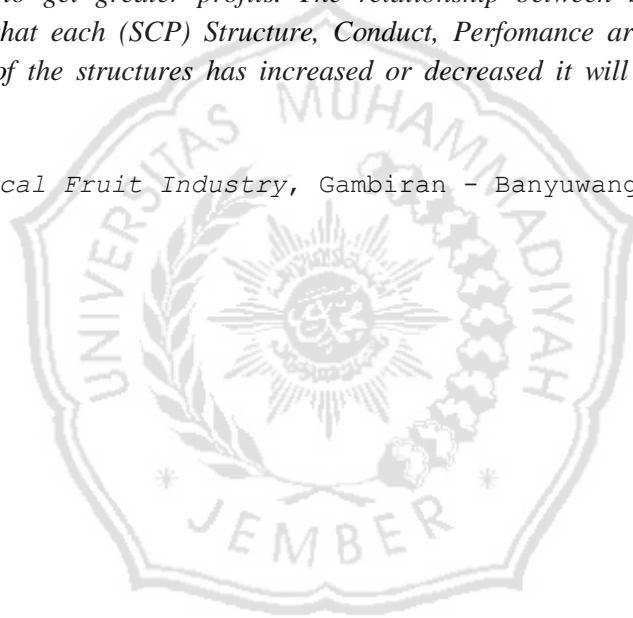 to get greater profits. The relationship between
that each (SCP) Structure, Conduct, Perfomance ar
of the structures has increased or decreased it will
cal Fruit Industry, Gambiran - Banyuwang
UNIVERSITAS MUHAMMADIYAH
JEMBER